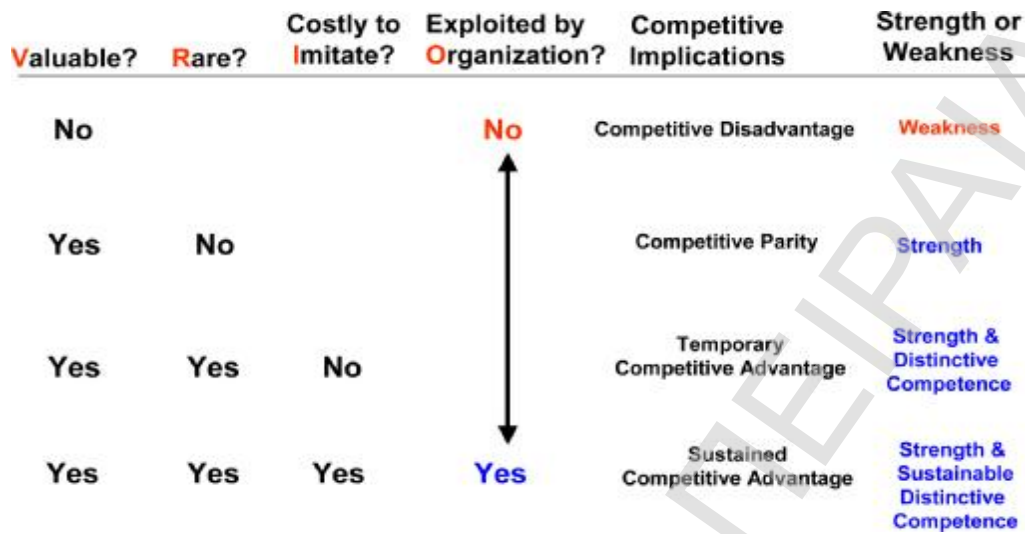 Valuable? Rare? Costly to Imitate? Exploited by Organization? Competitive Implications Strength or Weakness
No No Competitive Disadvantage Weakness
Yes No Competitive Parity Strength
Yes Yes No Temporary Competitive Advantage Strength & Distinctive Competence
Yes Yes Yes Yes Sustained Competitive Advantage Strength & Sustainable Distinctive Competence